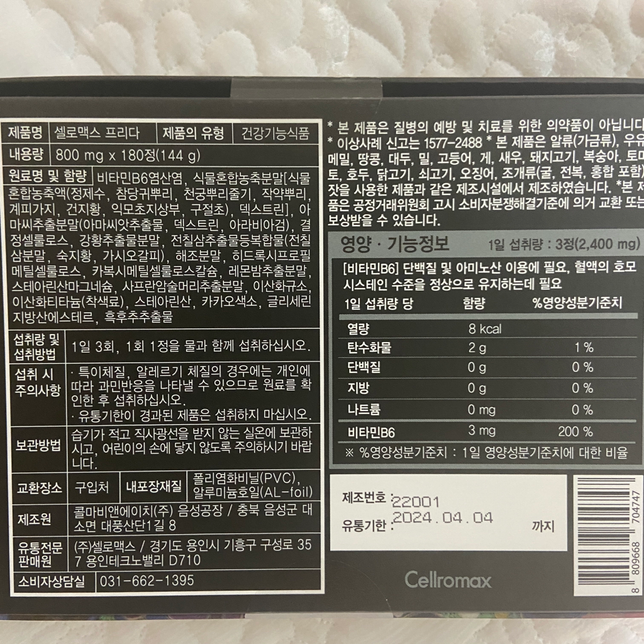 제품명 셀로맥스 프리다 제품의 유형 건강기능식품
내용량 800 mg x 180정(144 g)
원료명 및 함량 비타민B6염산염, 식물혼합농축분말(식물
혼합농축액(정제수, 참당귀뿌리, 천궁뿌리줄기, 작약뿌리,
계피가지, 건지황, 익모초지상부, 구절초), 덱스트린], 아
마씨추출분말(아마씨앗추출물, 덱스트린, 아라비아검), 결
정셀룰로스, 강황추출물분말, 전칠삼추출물등복합물(전칠
삼분말, 숙지황, 가시오갈피), 해조분말, 히드록시프로필
메틸셀룰로스, 카복시메틸셀룰로스칼슘, 레몬밤추출분말,
스테아린산마그네슘, 사프란암술머리추출분말, 이산화규소,
이산화티타늄(착색료), 스테아린산, 카카오색소, 글리세린
지방산에스테르, 흑후추추출물
섭취량 및
섭취방법 1일 3회, 1회 1정을 물과 함께 섭취하십시오.
섭취 시
주의사항 · 특이체질, 알레르기 체질의 경우에는 개인에
따라 과민반응을 나타낼 수 있으므로 원료를 확
인한 후 섭취하십시오.
· 유통기한이 경과된 제품은 섭취하지 마십시오.
보관방법 습기가 적고 직사광선을 받지 않는 실온에 보관하
시고, 어린이의 손에 닿지 않도록 주의하시기 바랍
니다.
교환장소 구입처 내포장재질 폴리염화비닐(PVC),
알루미늄호일(AL-foil)
제조원 콜마비앤에이치(주) 음성공장 / 충북 음성군 대
소면 대풍산단1길 8
유통전문
판매원 (주)셀로맥스 / 경기도 용인시 기흥구 구성로 35
7 용인테크노밸리 D710
소비자상담실 031-662-1395
* 본 제품은 질병의 예방 및 치료를 위한 의약품이 아닙니다
* 이상사례 신고는 1577-2488 * 본 제품은 알류(가금류), 우유
메밀, 땅콩, 대두, 밀, 고등어, 게, 새우, 돼지고기, 복숭아, 토마
토, 호두, 닭고기, 쇠고기, 오징어, 조개류(굴, 전복, 홍합 포함)
잣을 사용한 제품과 같은 제조시설에서 제조하였습니다. *본 제
품은 공정거래위원회 고시 소비자분쟁해결기준에 의거 교환 또는
보상받을 수 있습니다.
영양 · 기능정보 1일 섭취량 : 3정(2,400 mg)
[비타민B6] 단백질 및 아미노산 이용에 필요, 혈액의 호모
시스테인 수준을 정상으로 유지하는데 필요
1일 섭취량 당 함량 %영양성분기준치
열량 8 kcal
탄수화물 2 g 1 %
단백질 0 g 0 %
지방 0 g 0 %
나트륨 0 mg 0 %
비타민B6 3 mg 200 %
※ %영양성분기준치 : 1일 영양성분기준치에 대한 비율
제조번호 : 22001
유통기한 : 2024.04.04 까지
8 809668 704747
Cellromax